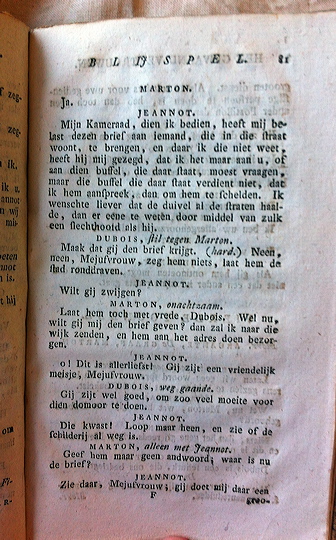 BLIJSPEL. 81
MARTON.
Ja.
JEANNOT.
Mijn Kameraad, dien ik bedien, heeft mij be-
last dezen brief aan iemand, die in die straat
woont, te brengen, en daar ik die niet weet,
heeft hij mij gezegd, dat ik het maar aan u, of
aan dien buffel, die daar staat, moest vraagen,
maar die buffel die daar staat verdient niet, dat
ik hem aanspreek, dan om hem te schelden. Ik
wenschte liever dat de duivel al de straten haal-
de, dan er eene te weten door middel van zulk
een slechthoofd als hij.
DUBOIS, stil tegen Marton.
Maak dat gij den brief krijgt. (hard.) Neen,
neen, Mejufvrouw, zeg hem niets, laat hem de
stad ronddraven.
JEANNOT.
Wilt gij zwijgen?
MARTON, onachtzaam.
Laat hem toch met vrede, Dubois. Wel nu,
wilt gij mij den brief geven? dan zal ik naar die
wijk zenden, en hem aan het adres doen bezor-
gen.
JEANNOT.
o! Dit is allerliefst! Gij zijt een vriendelijk
meisje, Mejufvrouw.
DUBOIS, weg gaande.
Gij zijt wel goed, om zoo veel moeite voor
dien domoor te doen.
JEANNOT.
Die kwast! Loop maar heen, en zie of de
schilderij al weg is.
MARTON, alleen met Jeannot.
Geef hem maar geen andwoord; waar is nu
de brief?
JEANNOT.
Zie daar, Mejufvrouw; gij doet mij daar een
F groo-